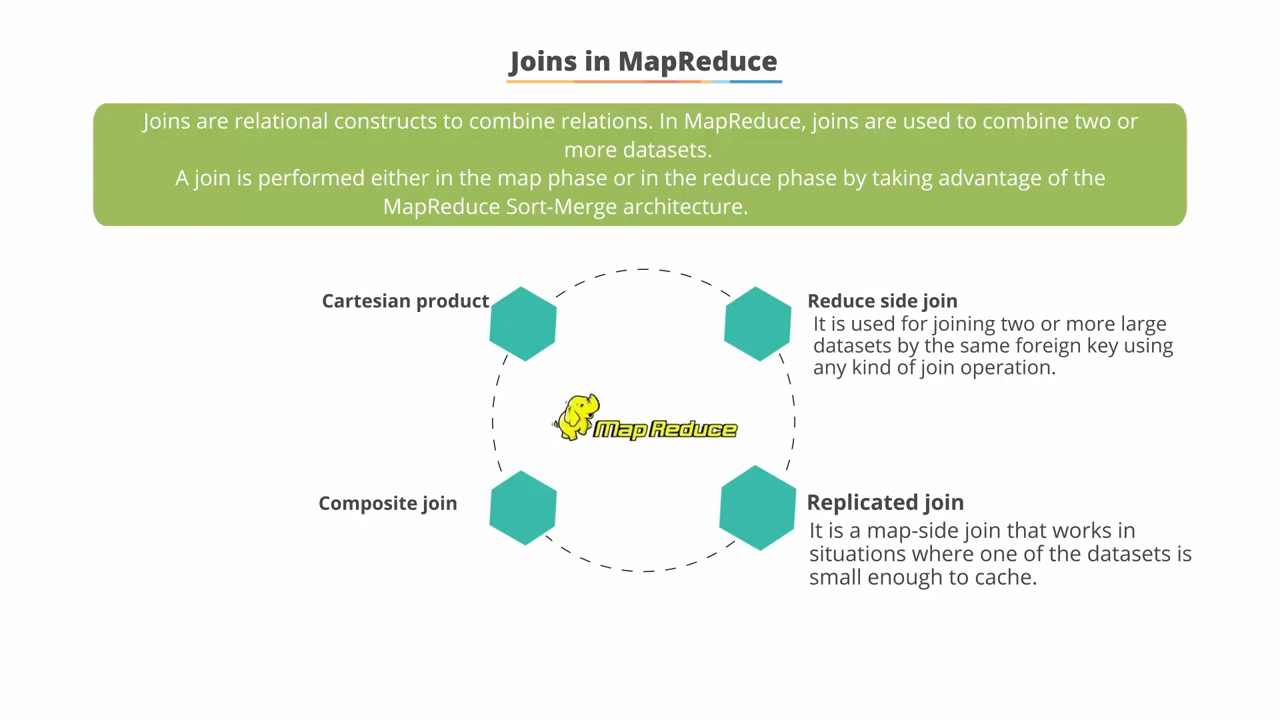 Joins in MapReduce
Joins are relational constructs to combine relations. In MapReduce, joins are used to combine two or
more datasets.
A join is performed either in the map phase or in the reduce phase by taking advantage of the
MapReduce Sort-Merge architecture.
Cartesian product
Reduce side join
It is used for joining two or more large
datasets by the same foreign key using
any kind of join operation.
Map Reduce
Composite join
Replicated join
It is a map-side join that works in
situations where one of the datasets is
small enough to cache.